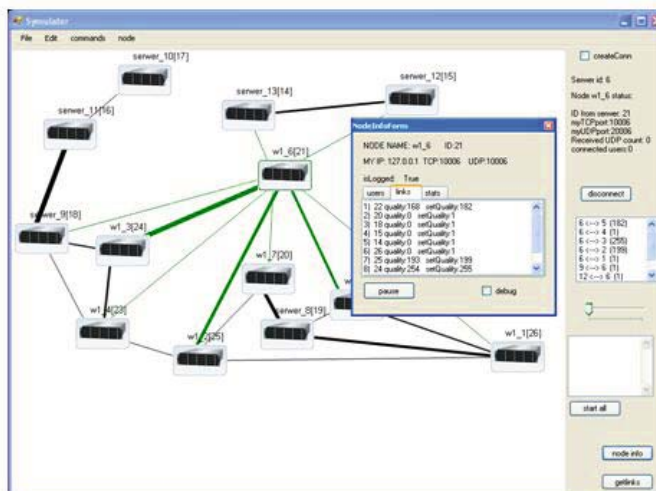 Symulator
File Edit commands node
serwer_10[17]
serwer_11[16]
serwer_13[14]
serwer_12[15]
w1_6[21]
serwer_9[18]
w1_3[24]
w1_7[20]
w1_4[23]
serwer_8[19]
w1_2[25]
w1_1[26]
NodeInfoForm
NODE NAME: w1_6 ID:21
MY IP: 127.0.0.1 TCP:10006 UDP:10006
isLogged: True
users links stats
1) 22 quality:168 setQuality:182
2) 20 quality:0 setQuality:1
3) 18 quality:0 setQuality:1
4) 15 quality:0 setQuality:1
5) 14 quality:0 setQuality:1
6) 26 quality:0 setQuality:1
7) 25 quality:193 setQuality:199
8) 24 quality:254 setQuality:255
pause debug
createConn
Serwer id: 6
Node w1_6 status:
ID from serwer: 21
myTCPport:10006
myUDPport:20006
Received UDP count: 0
connected users:0
disconnect
6 <--> 5 (182)
6 <--> 4 (1)
6 <--> 3 (255)
6 <--> 2 (199)
6 <--> 1 (1)
9 <--> 6 (1)
12 <--> 6 (1)
start all
node info
getlinks